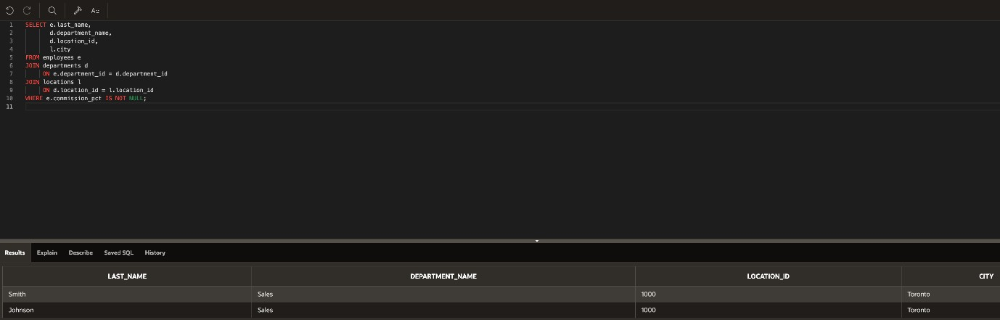 Aa
1 SELECT e.last_name,
2 d.department_name,
3 d.location_id,
4 l.city
5 FROM employees e
6 JOIN departments d
7 ON e.department_id = d.department_id
8 JOIN locations l
9 ON d.location_id = l.location_id
10 WHERE e.commission_pct IS NOT NULL;
11
Results Explain Describe Saved SQL History
LAST_NAME DEPARTMENT_NAME LOCATION_ID CITY
Smith Sales 1000 Toronto
Johnson Sales 1000 Toronto